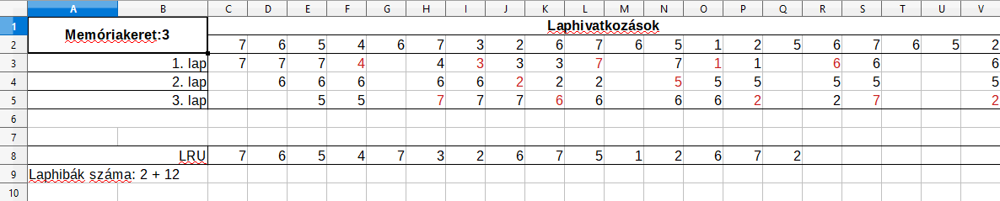 A B C D E F G H I J K L M N O P Q R S T U V
1 Memóriakeret:3 Laphivatkozások
2 7 6 5 4 6 7 3 2 6 7 6 5 1 2 5 6 7 6 5 2
3 1. lap 7 7 7 4 4 3 3 3 7 7 1 1 6 6 6
4 2. lap 6 6 6 6 6 2 2 2 5 5 5 5 5 5
5 3. lap 5 5 7 7 7 6 6 6 6 2 2 7 2
6
7
8 LRU 7 6 5 4 7 3 2 6 7 5 1 2 6 7 2
9 Laphibák száma: 2 + 12
10